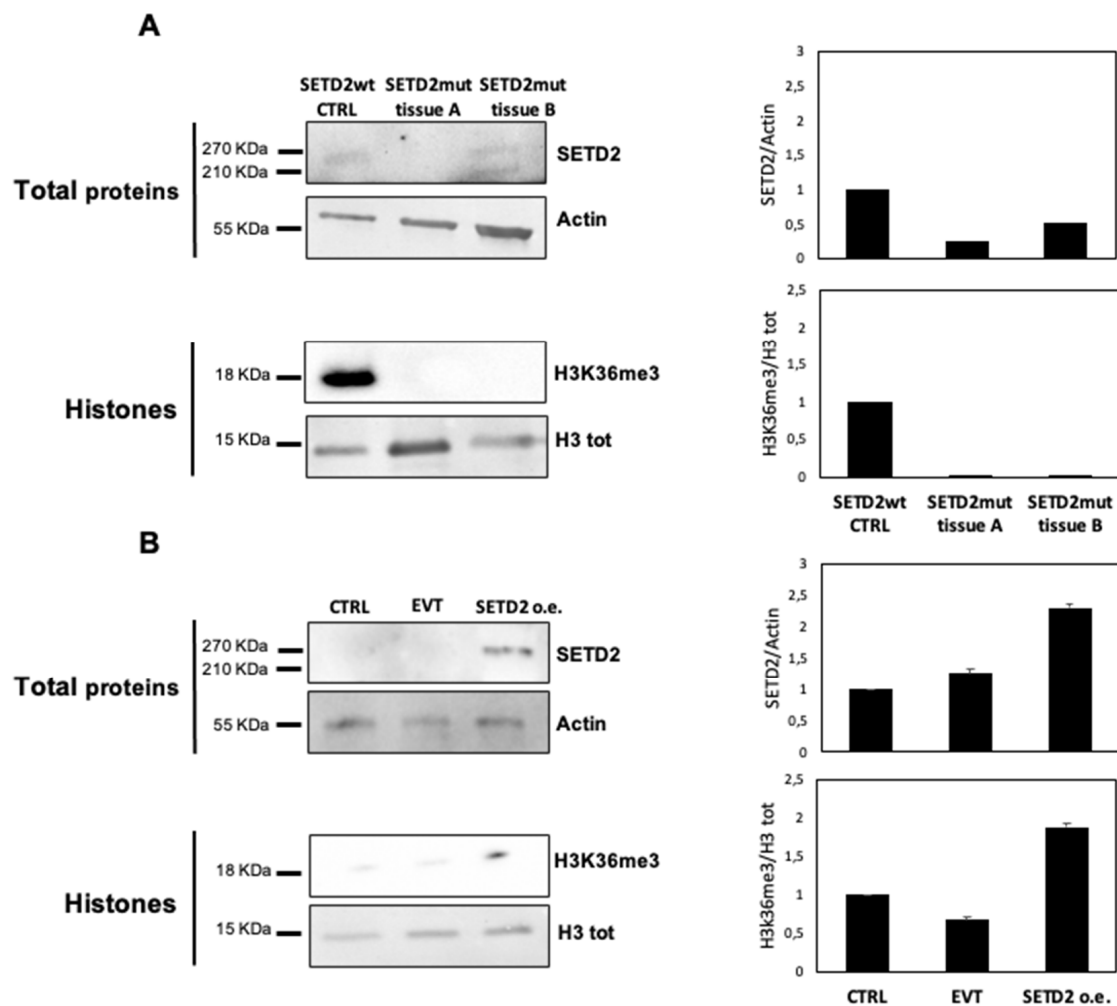 A
SETD2wt SETD2mut SETD2mut
CTRL tissue A tissue B
Total proteins
270 KDa
210 KDa
SETD2
55 KDa
Actin
Histones
18 KDa
H3K36me3
15 KDa
H3 tot
SETD2/Actin
3
2,5
2
1,5
1
0,5
0
H3K36me3/H3 tot
2,5
2
1,5
1
0,5
0
SETD2wt SETD2mut SETD2mut
CTRL tissue A tissue B
B
CTRL EVT SETD2 o.e.
Total proteins
270 KDa
210 KDa
SETD2
55 KDa
Actin
Histones
18 KDa
H3K36me3
15 KDa
H3 tot
SETD2/Actin
3
2,5
2
1,5
1
0,5
0
H3k36me3/H3 tot
2,5
2
1,5
1
0,5
0
CTRL EVT SETD2 o.e.